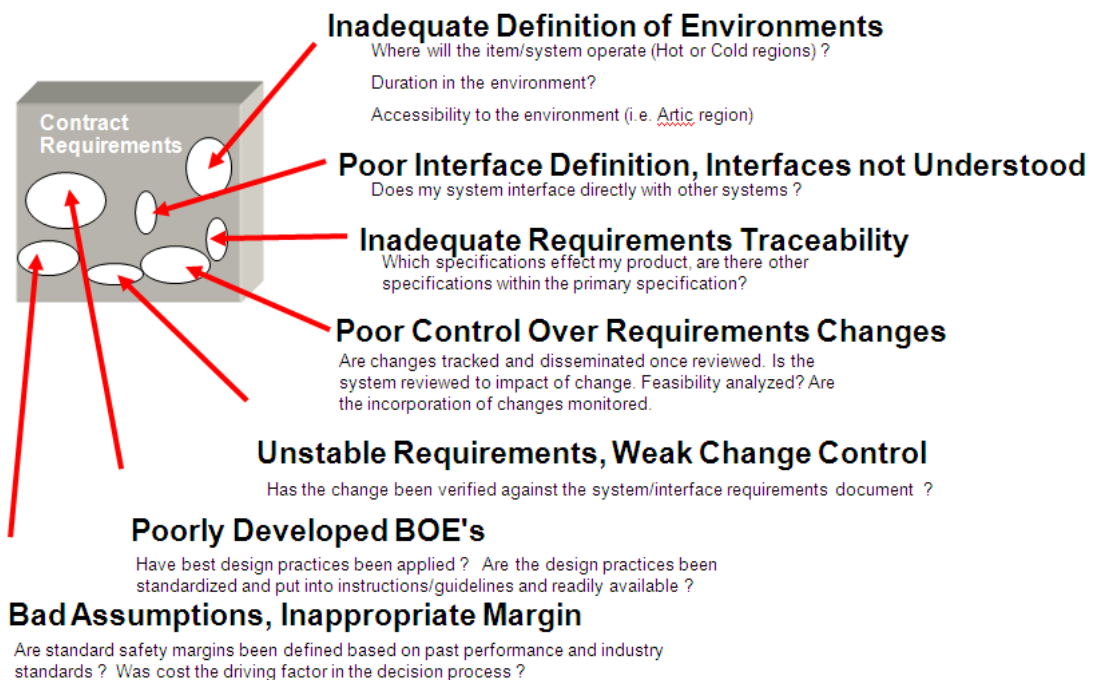 Inadequate Definition of Environments
Where will the item/system operate (Hot or Cold regions) ?
Duration in the environment?
Accessibility to the environment (i.e. Artic region)
Contract
Requirements
Poor Interface Definition, Interfaces not Understood
Does my system interface directly with other systems ?
Inadequate Requirements Traceability
Which specifications effect my product, are there other
specifications within the primary specification?
Poor Control Over Requirements Changes
Are changes tracked and disseminated once reviewed. Is the
system reviewed to impact of change. Feasibility analyzed? Are
the incorporation of changes monitored.
Unstable Requirements, Weak Change Control
Has the change been verified against the system/interface requirements document ?
Poorly Developed BOE's
Have best design practices been applied ? Are the design practices been
standardized and put into instructions/guidelines and readily available ?
Bad Assumptions, Inappropriate Margin
Are standard safety margins been defined based on past performance and industry
standards ? Was cost the driving factor in the decision process ?